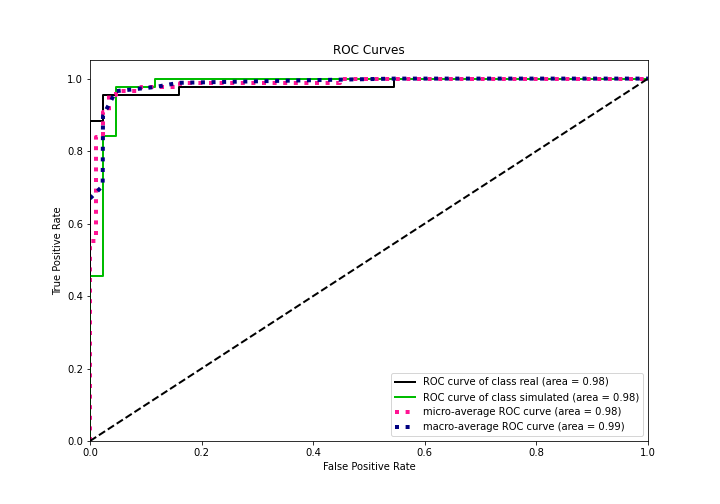 ROC Curves
1.0
0.8
0.6
0.4
0.2
0.0
True Positive Rate
ROC curve of class real (area = 0.98)
ROC curve of class simulated (area = 0.98)
micro-average ROC curve (area = 0.98)
macro-average ROC curve (area = 0.99)
0.0 0.2 0.4 0.6 0.8 1.0
False Positive Rate